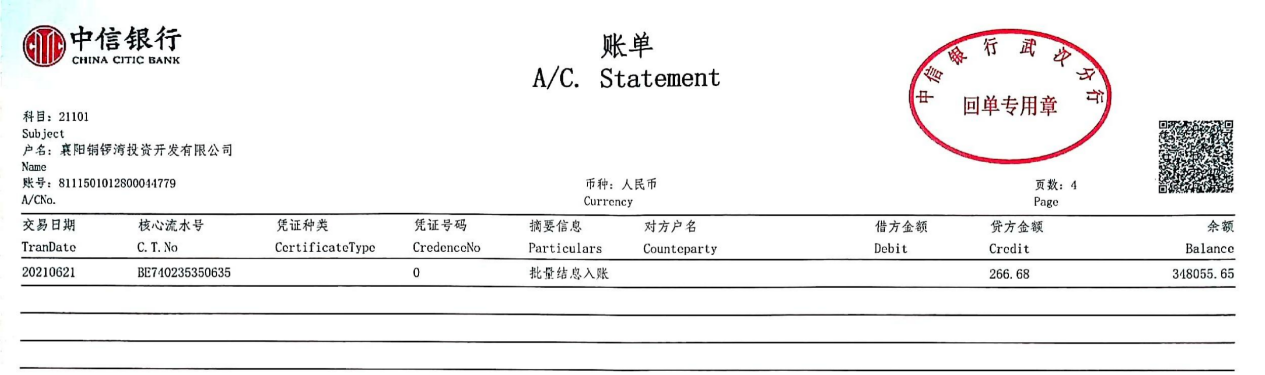 中信银行
CHINA CITIC BANK
账单
A/C. Statement
中信银行武汉分行
回单专用章
科目：21101
Subject
户名：襄阳铜锣湾投资开发有限公司
Name
账号：8111501012800044779 币种：人民币 页数：4
A/CNo. Currency Page
交易日期 核心流水号 凭证种类 凭证号码 摘要信息 对方户名 借方金额 贷方金额 余额
TranDate C.T.No CertificateType CredenceNo Particulars Counteparty Debit Credit Balance
20210621 BE740235350635 0 批量结息入账 266.68 348055.65